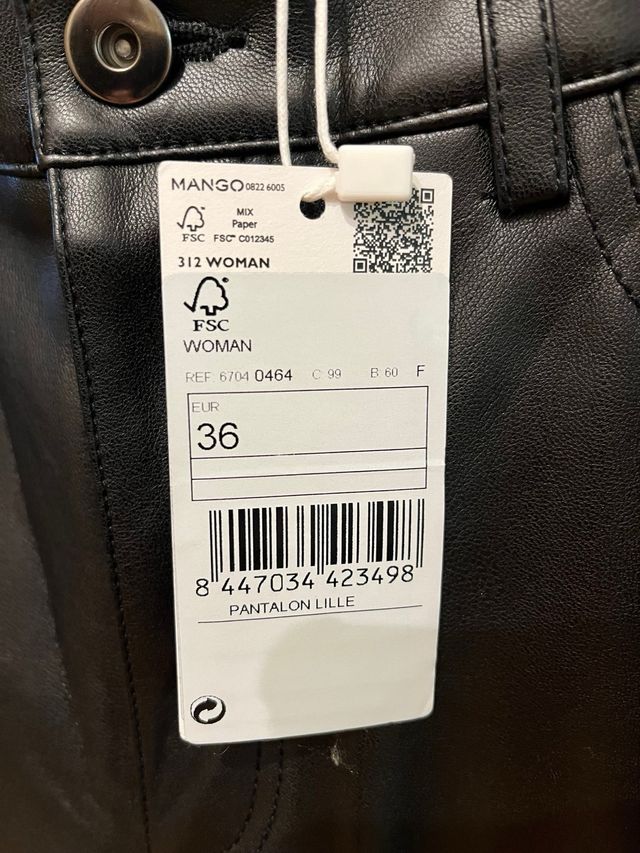 MANGO 0822 6005
FSC
MIX
Paper
FSC™ C012345
312 WOMAN
FSC
WOMAN
REF: 6704 0464 C: 99 B: 60 F
EUR
36
8 447034 423498
PANTALON LILLE